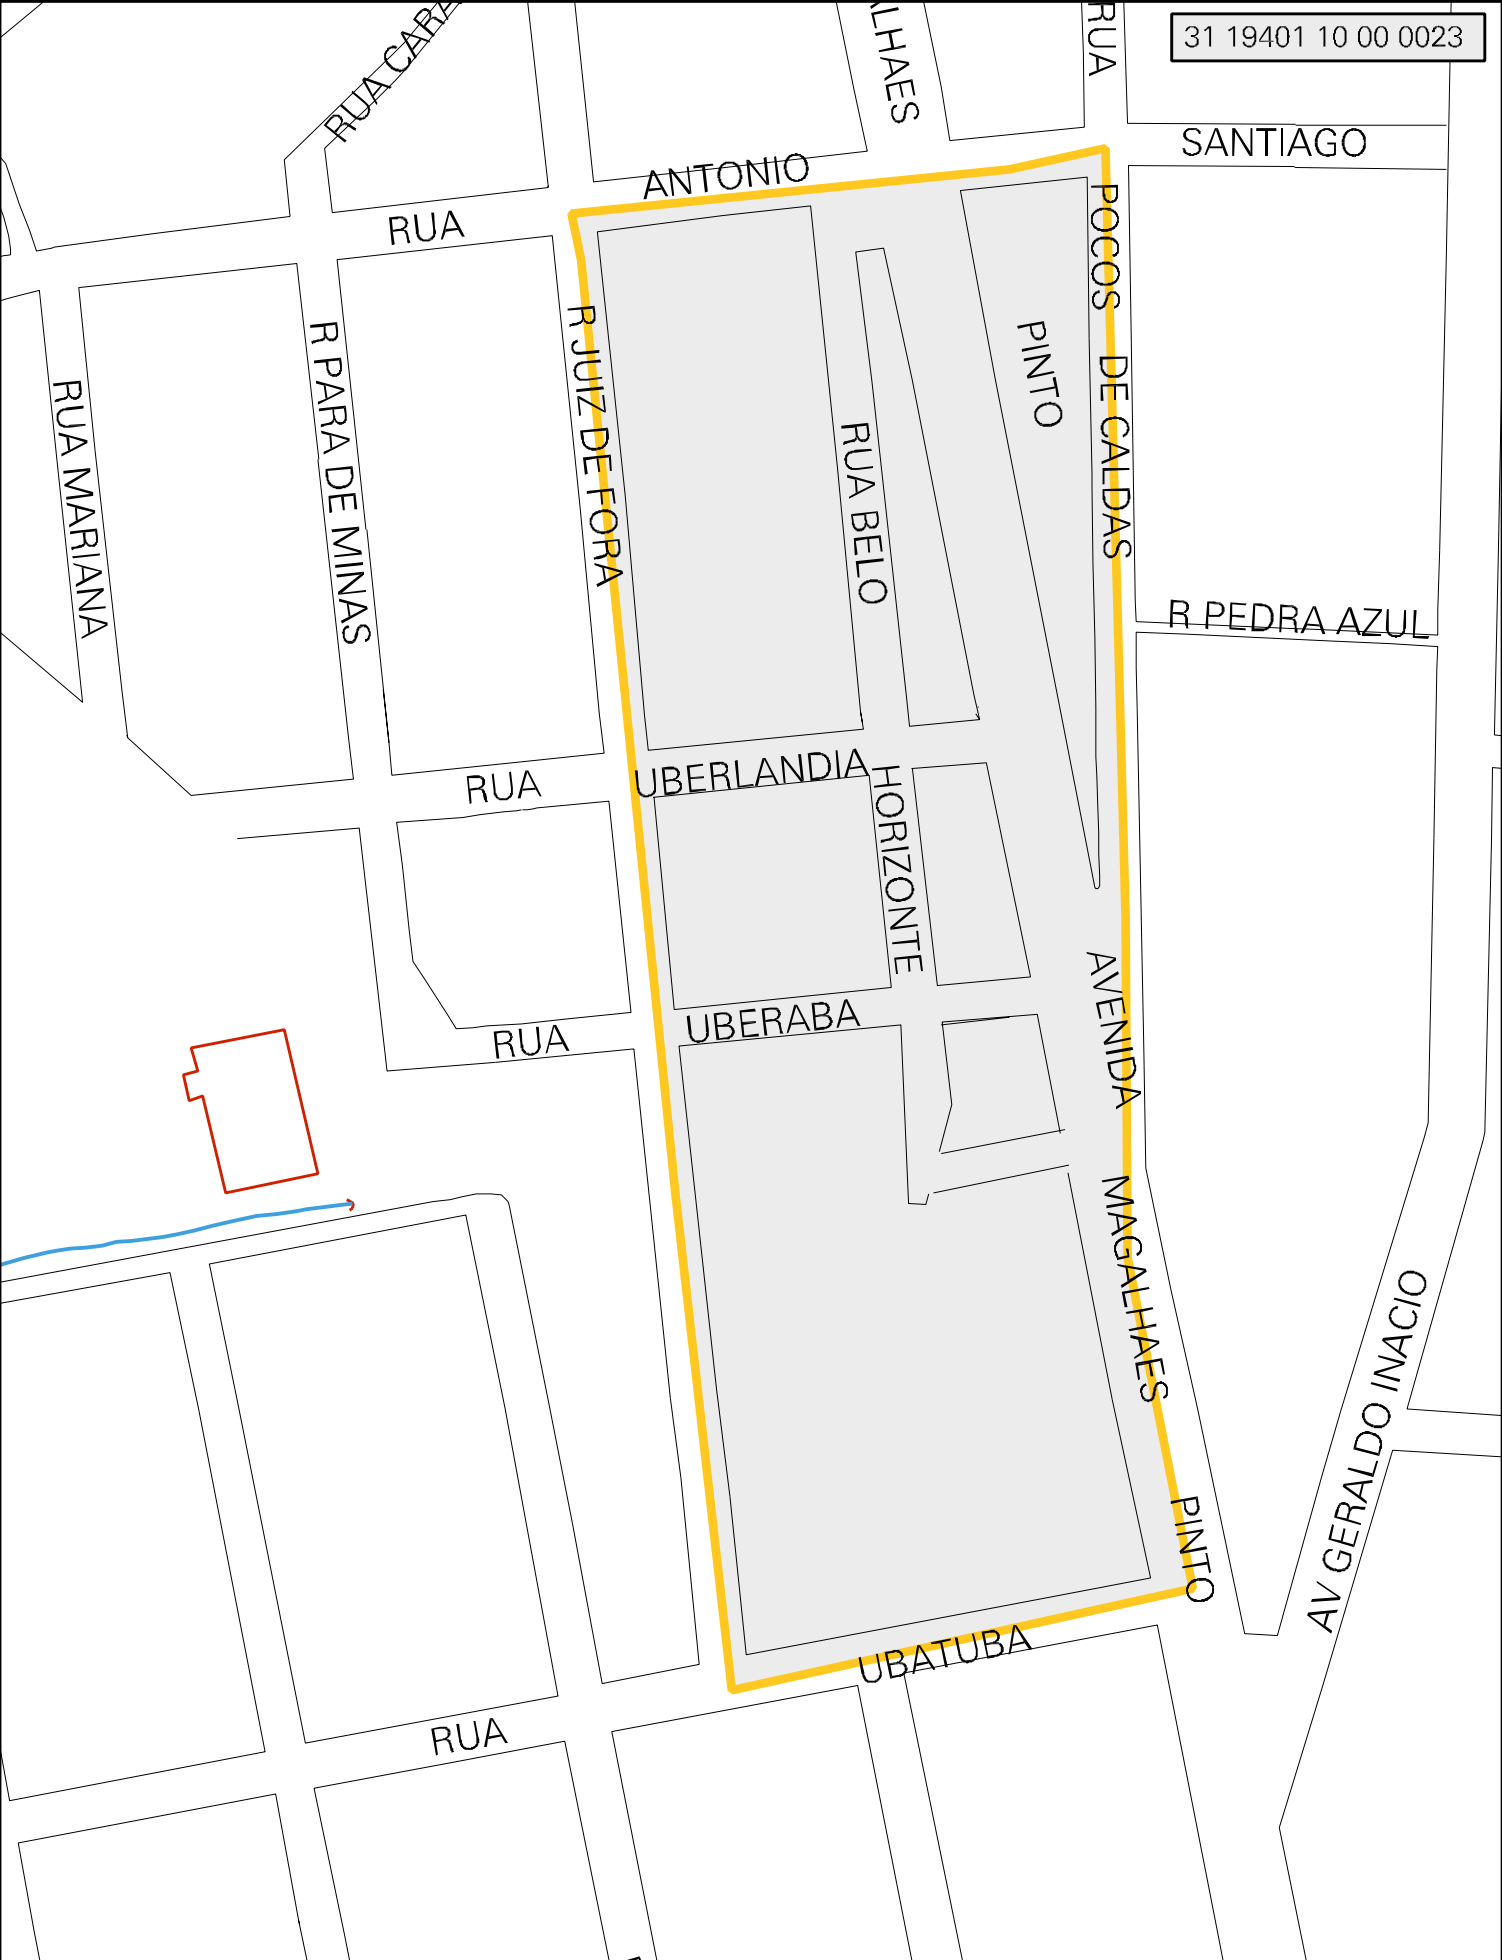 31 19401 10 00 0023
RUA
LHAES
SANTIAGO
ANTONIO
RUA
POCOS
R JUIZ DE FORA
R PARA DE MINAS
PINTO
DE CALDAS
RUA MARIANA
RUA BELO
R PEDRA AZUL
UBERLANDIA
RUA
HORIZONTE
AVENIDA
UBERABA
RUA
MAGALHAES
AV GERALDO INACIO
PINTO
UBATUBA
RUA